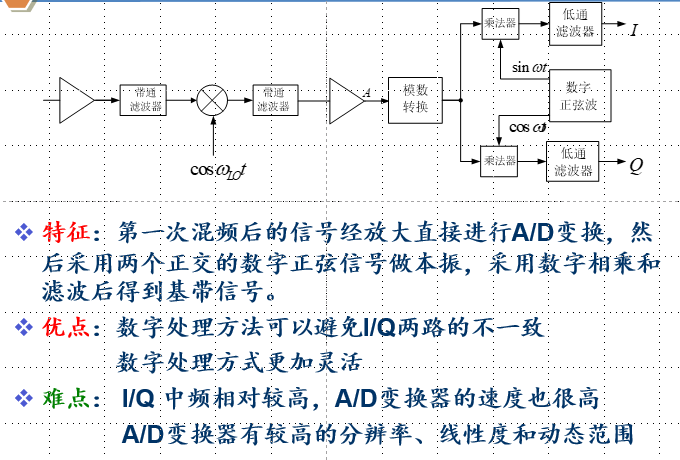 乘法器
低通
滤波器
I
sin ωt
带通
滤波器
带通
滤波器
A
模数
转换
数字
正弦波
cos ωt
cos ω_LO t
乘法器
低通
滤波器
Q
特征：第一次混频后的信号经放大直接进行A/D变换，然
后采用两个正交的数字正弦信号做本振，采用数字相乘和
滤波后得到基带信号。
优点：数字处理方法可以避免I/Q两路的不一致
数字处理方式更加灵活
难点： I/Q 中频相对较高，A/D变换器的速度也很高
A/D变换器有较高的分辨率、线性度和动态范围